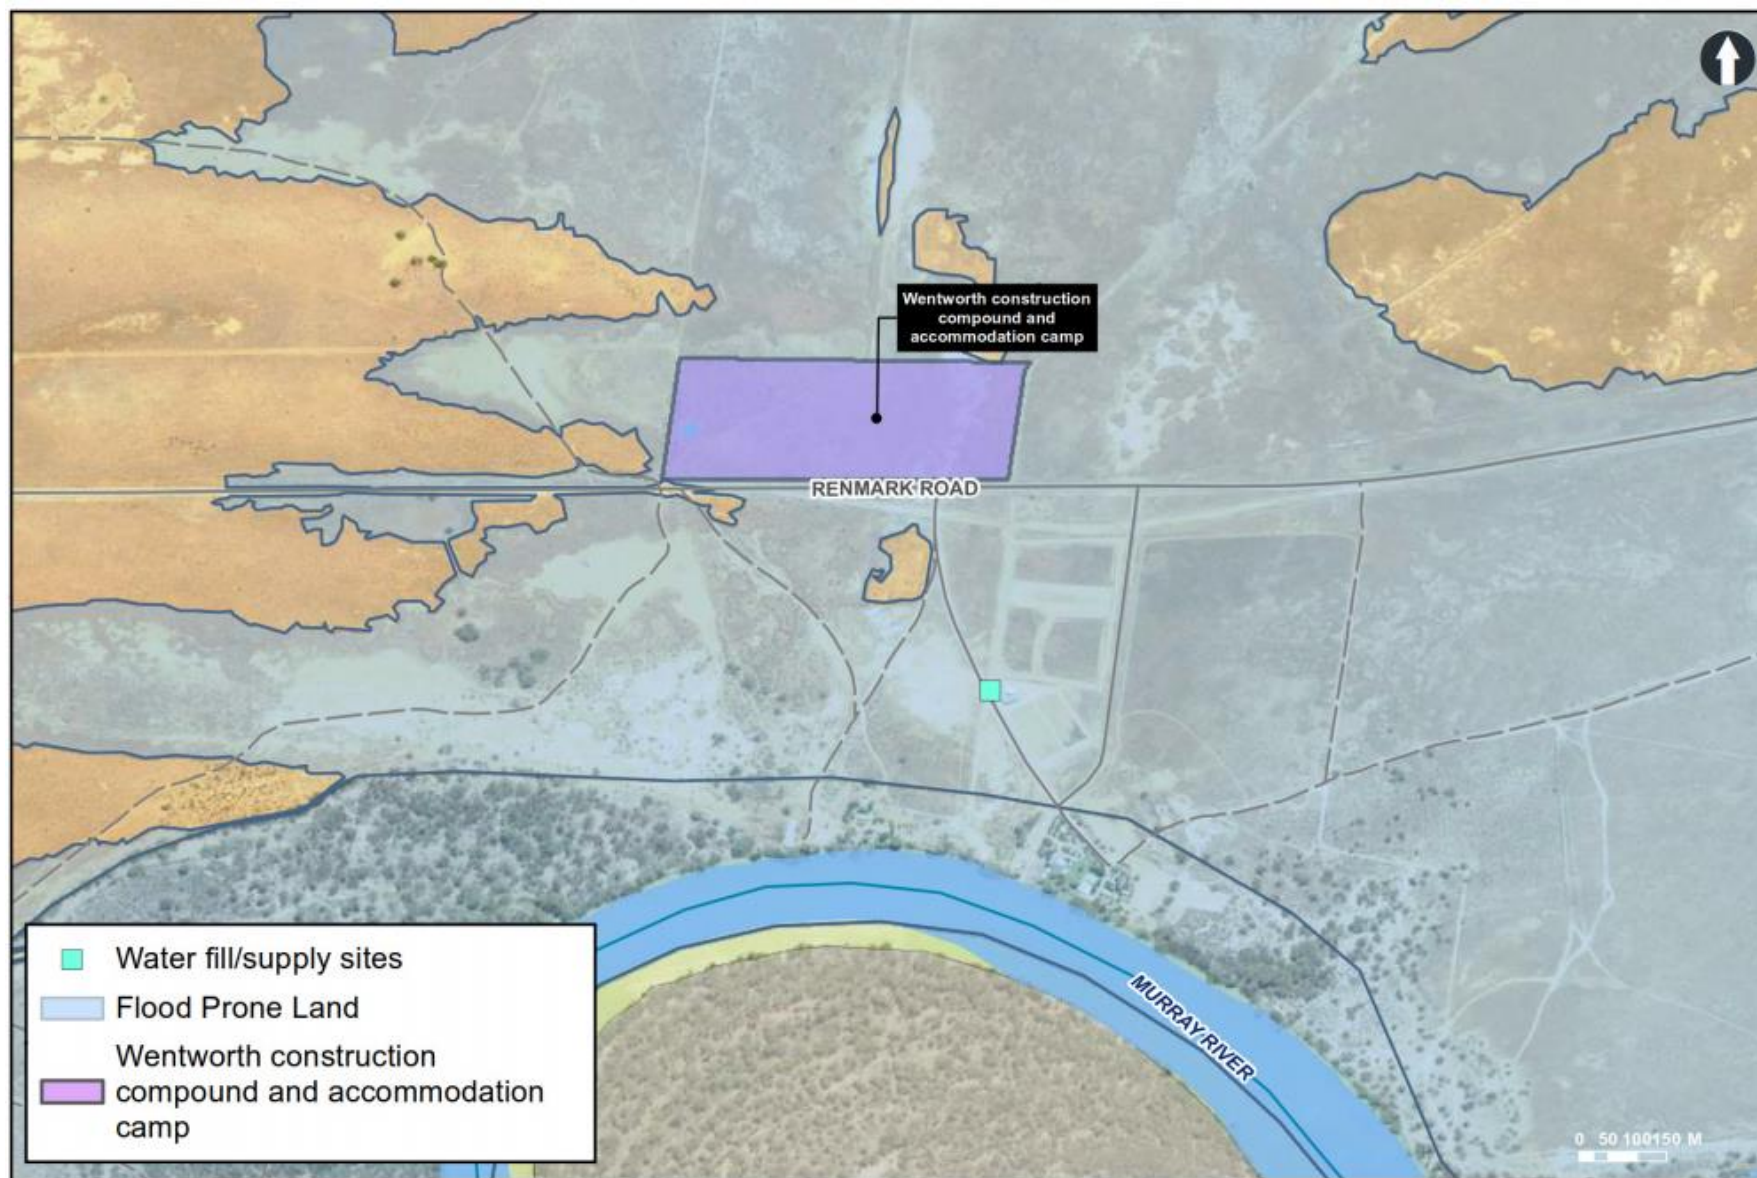 Wentworth construction
compound and
accommodation camp
RENMARK ROAD
MURRAY RIVER
Water fill/supply sites
Flood Prone Land
Wentworth construction
compound and accommodation
camp
0 50 100150 M